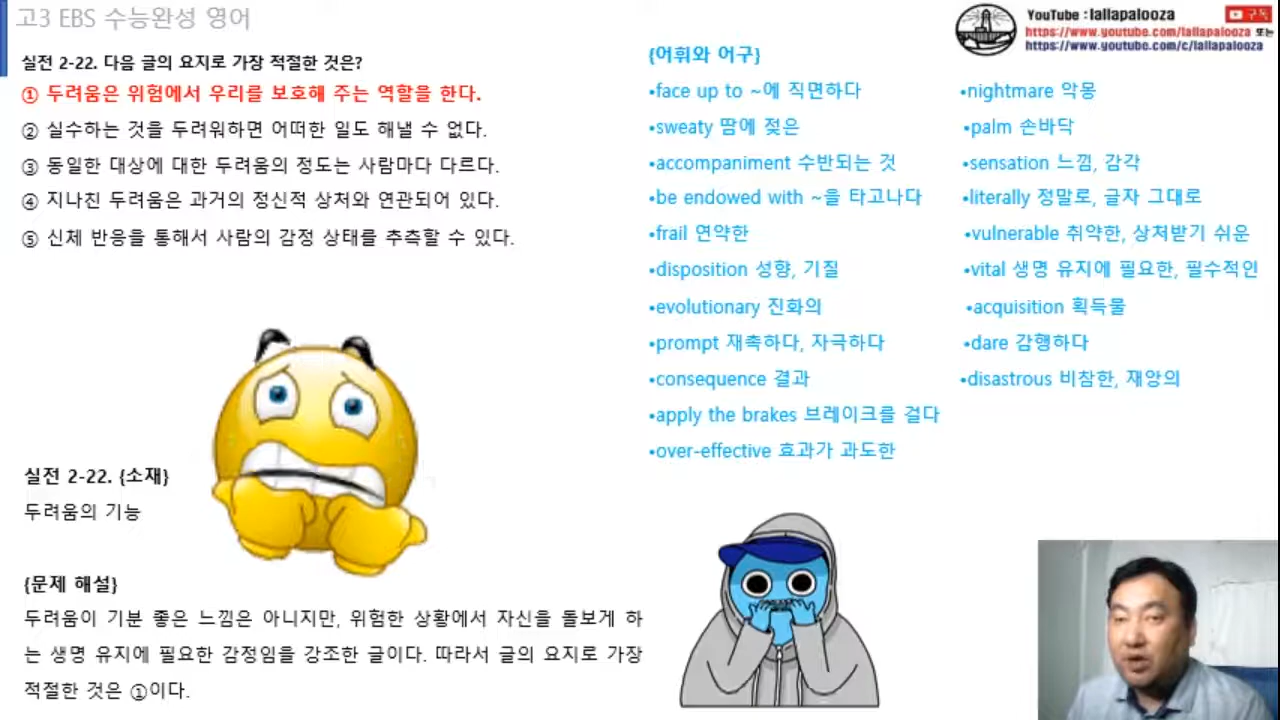 고3 EBS 수능완성 영어
YouTube : lallapalooza
구독
https://www.youtube.com/lallapalooza 또는
https://www.youtube.com/c/lallapalooza
실전 2-22. 다음 글의 요지로 가장 적절한 것은?
① 두려움은 위험에서 우리를 보호해 주는 역할을 한다.
② 실수하는 것을 두려워하면 어떠한 일도 해낼 수 없다.
③ 동일한 대상에 대한 두려움의 정도는 사람마다 다르다.
④ 지나친 두려움은 과거의 정신적 상처와 연관되어 있다.
⑤ 신체 반응을 통해서 사람의 감정 상태를 추측할 수 있다.
실전 2-22. {소재}
두려움의 기능
{문제 해설}
두려움이 기분 좋은 느낌은 아니지만, 위험한 상황에서 자신을 돌보게 하
는 생명 유지에 필요한 감정임을 강조한 글이다. 따라서 글의 요지로 가장
적절한 것은 ①이다.
{어휘와 어구}
•face up to ~에 직면하다
•nightmare 악몽
•sweaty 땀에 젖은
•palm 손바닥
•accompaniment 수반되는 것
•sensation 느낌, 감각
•be endowed with ~을 타고나다
•literally 정말로, 글자 그대로
•frail 연약한
•vulnerable 취약한, 상처받기 쉬운
•disposition 성향, 기질
•vital 생명 유지에 필요한, 필수적인
•evolutionary 진화의
•acquisition 획득물
•prompt 재촉하다, 자극하다
•dare 감행하다
•consequence 결과
•disastrous 비참한, 재앙의
•apply the brakes 브레이크를 걸다
•over-effective 효과가 과도한